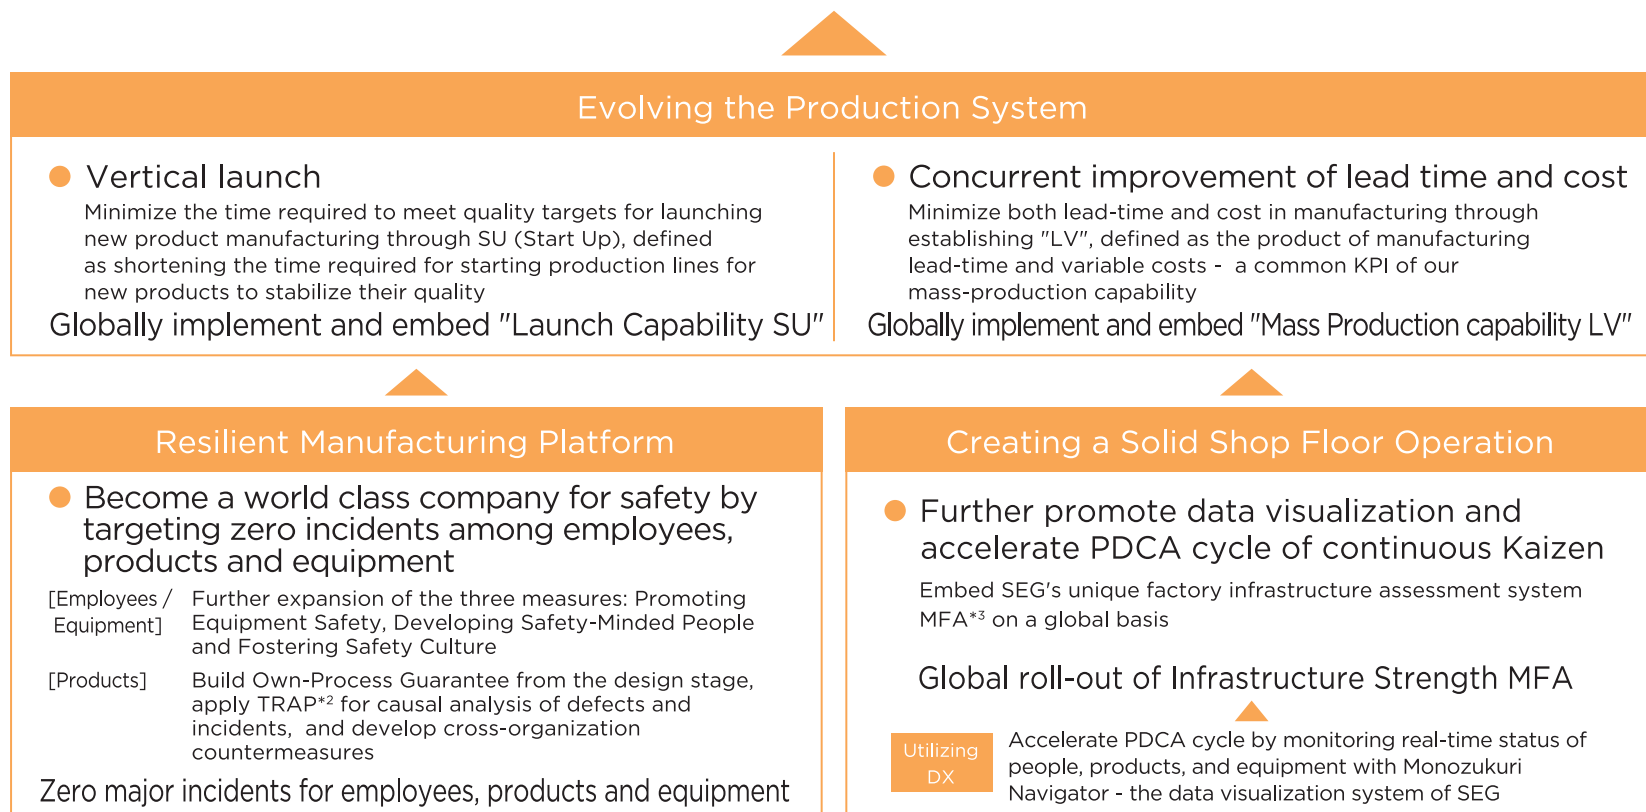 Evolving the Production System
● Vertical launch
Minimize the time required to meet quality targets for launching
new product manufacturing through SU (Start Up), defined
as shortening the time required for starting production lines for
new products to stabilize their quality
Globally implement and embed "Launch Capability SU"
● Concurrent improvement of lead time and cost
Minimize both lead-time and cost in manufacturing through
establishing "LV", defined as the product of manufacturing
lead-time and variable costs - a common KPI of our
mass-production capability
Globally implement and embed "Mass Production capability LV"
Resilient Manufacturing Platform
● Become a world class company for safety by
targeting zero incidents among employees,
products and equipment
[Employees / Equipment]
Further expansion of the three measures: Promoting
Equipment Safety, Developing Safety-Minded People
and Fostering Safety Culture
[Products]
Build Own-Process Guarantee from the design stage,
apply TRAP*2 for causal analysis of defects and
incidents, and develop cross-organization
countermeasures
Zero major incidents for employees, products and equipment
Creating a Solid Shop Floor Operation
● Further promote data visualization and
accelerate PDCA cycle of continuous Kaizen
Embed SEG's unique factory infrastructure assessment system
MFA*3 on a global basis
Global roll-out of Infrastructure Strength MFA
Utilizing
DX
Accelerate PDCA cycle by monitoring real-time status of
people, products, and equipment with Monozukuri
Navigator - the data visualization system of SEG